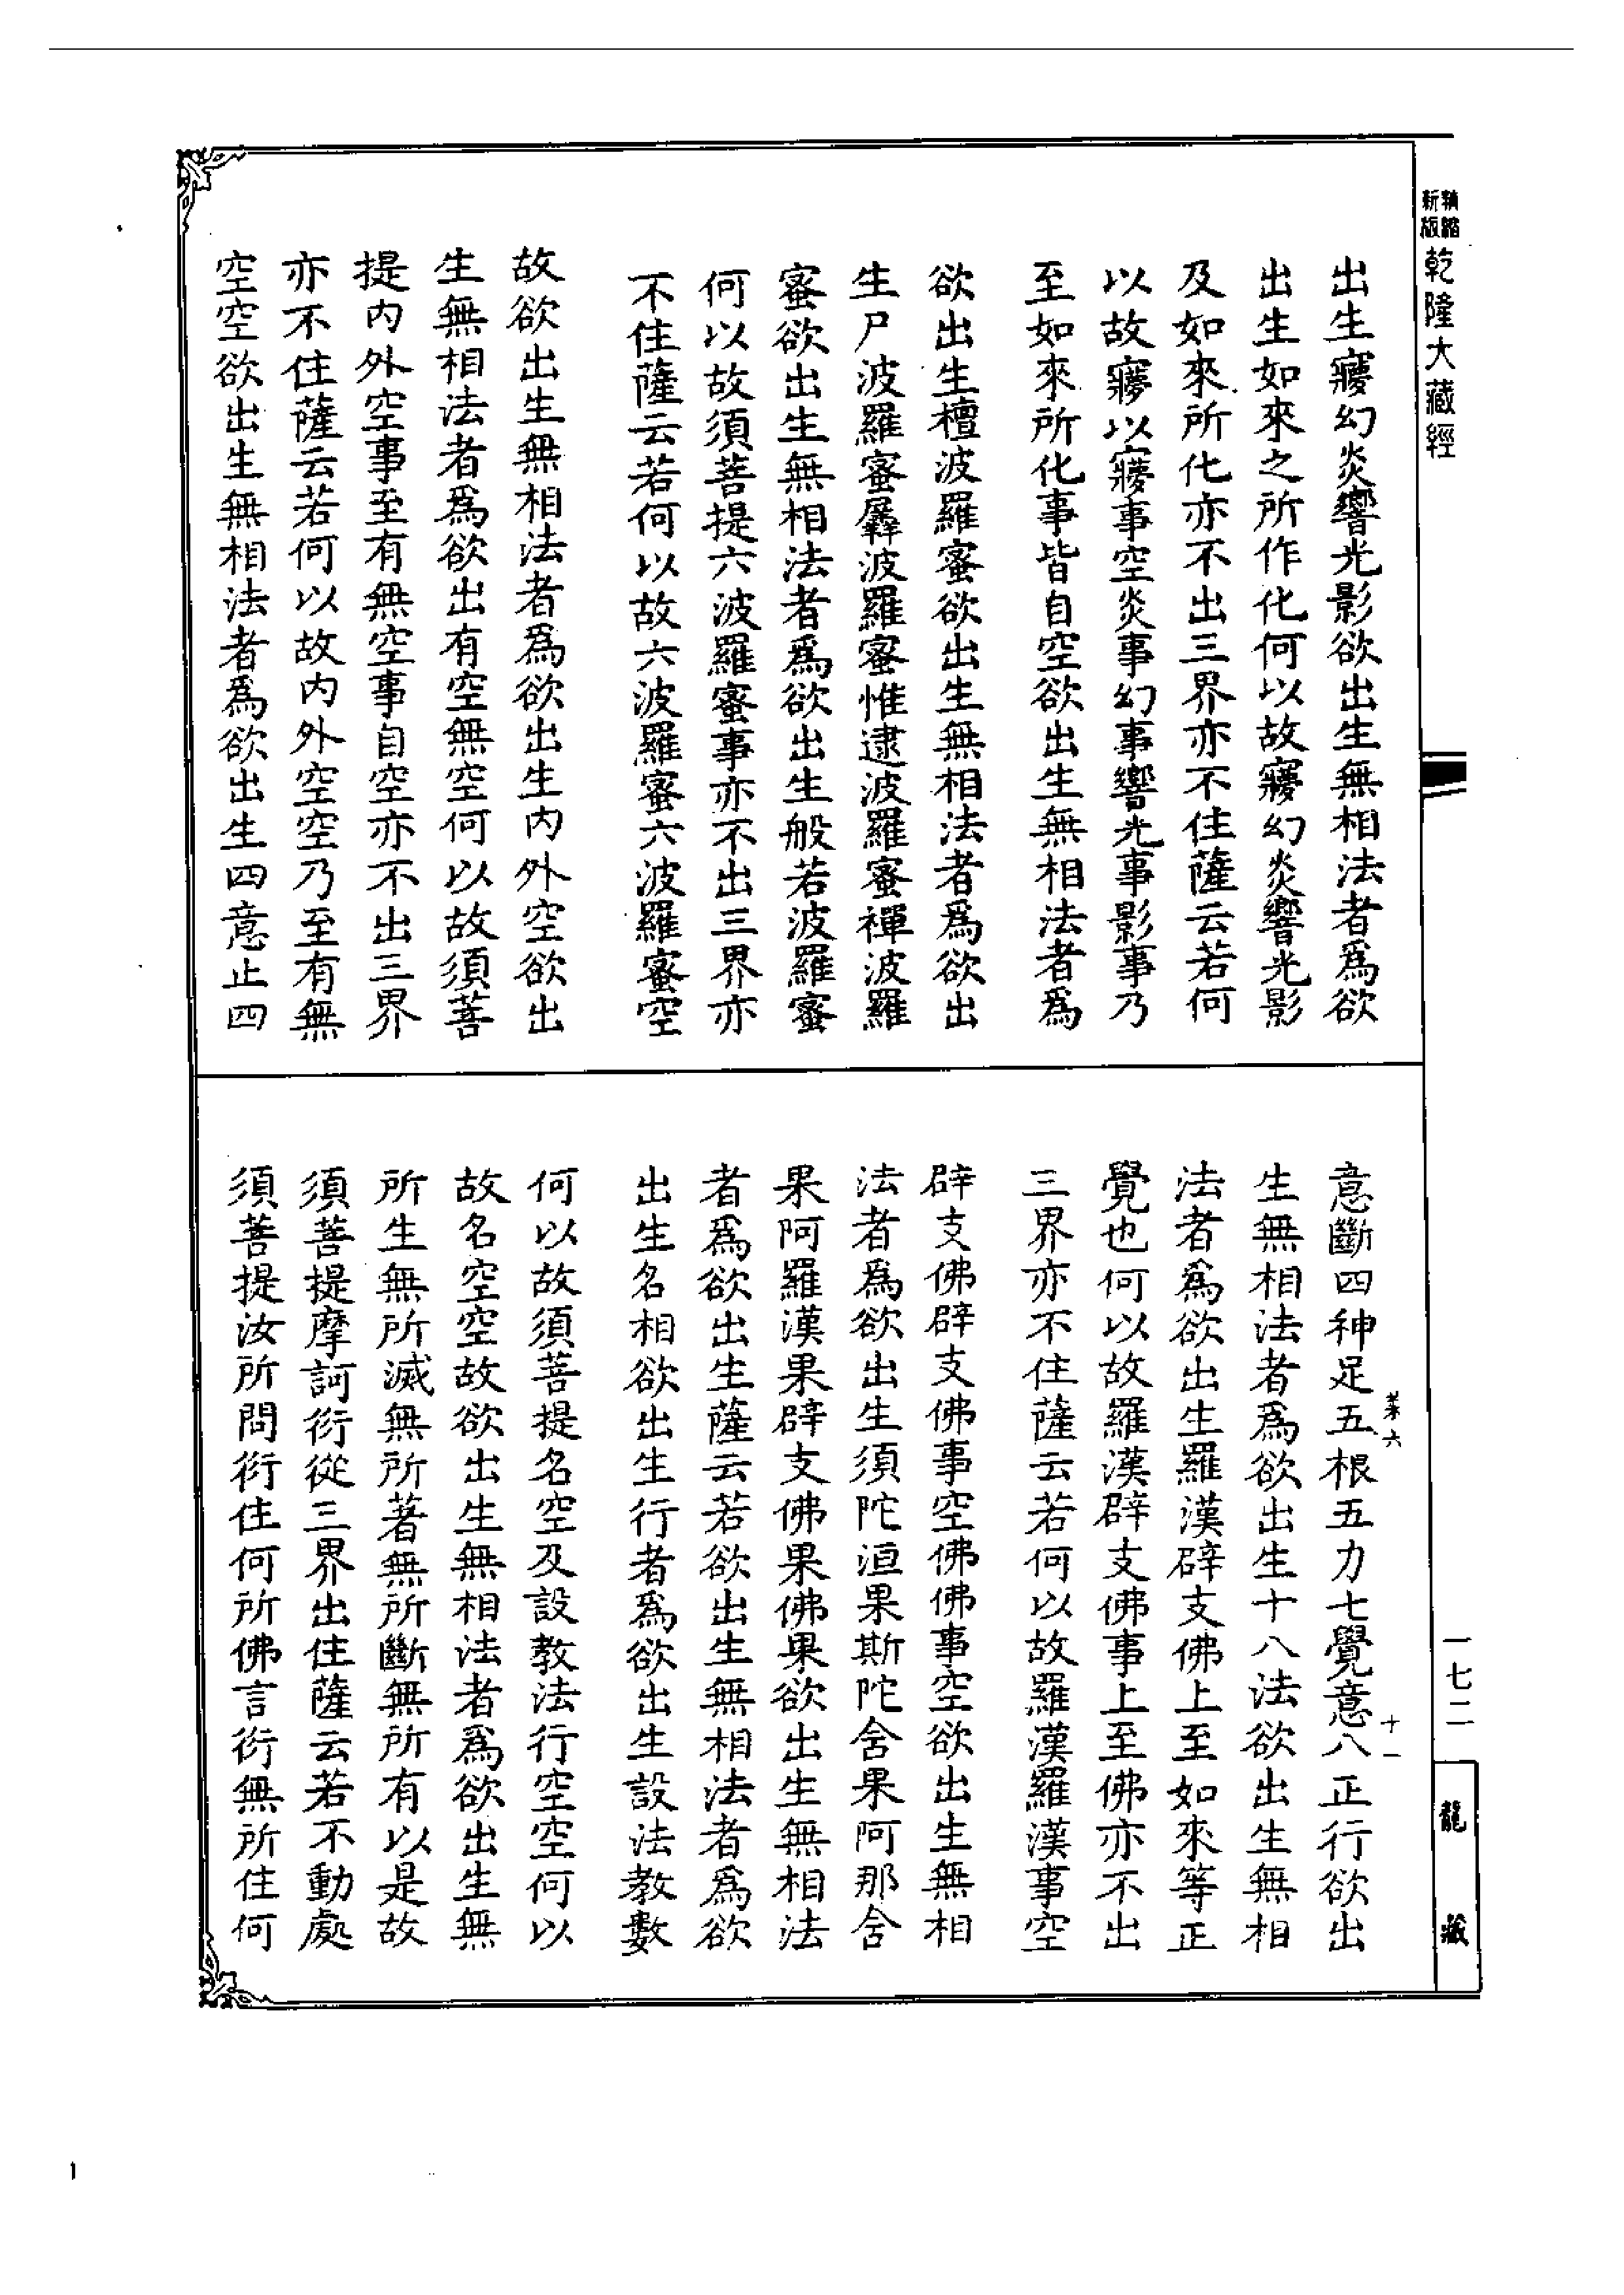 精縮新版乾隆大藏經
出生寱幻炎響光影欲出生無相法者爲欲
出生如來之所作化何以故寱幻炎響光影
及如來所化亦不出三界亦不住薩云若何
以故寱以寱事空炎事幻事響光事影事乃
至如來所化事皆自空欲出生無相法者爲
欲出生檀波羅蜜欲出生無相法者爲欲出
生尸波羅蜜羼波羅蜜惟逮波羅蜜禪波羅
蜜欲出生無相法者爲欲出生般若波羅蜜
何以故須菩提六波羅蜜事亦不出三界亦
不住薩云若何以故六波羅蜜六波羅蜜空
故欲出生無相法者爲欲出生內外空欲出
生無相法者爲欲出有空無空何以故須菩
提內外空事至有無空事自空亦不出三界
亦不住薩云若何以故內外空空乃至有無
空空欲出生無相法者爲欲出生四意止四
意斷四神足五根五力七覺意八正行欲出
生無相法者爲欲出生十八法欲出生無相
法者爲欲出生羅漢辟支佛上至如來等正
覺也何以故羅漢辟支佛事上至佛亦不出
三界亦不住薩云若何以故羅漢羅漢事空
辟支佛辟支佛事空佛佛事空欲出生無相
法者爲欲出生須陀洹果斯陀含果阿那含
果阿羅漢果辟支佛果佛果欲出生無相法
者爲欲出生薩云若欲出生無相法者爲欲
出生名相欲出生行者爲欲出生設法教數
何以故須菩提名空及設教法行空空何以
故名空空故欲出生無相法者爲欲出生無
所生無所滅無所著無所斷無所有以是故
須菩提摩訶衍從三界出住薩云若不動處
須菩提汝所問衍住何所佛言衍無所住何
菜六
十一
一七二
龍藏
1